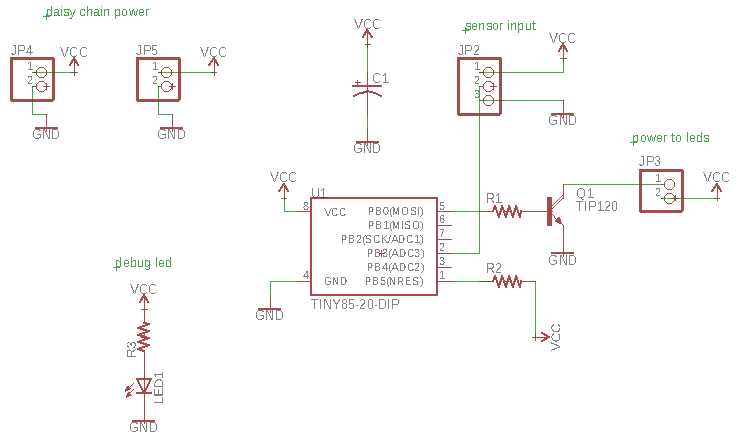 daisy chain power
JP4
1
2
VCC
GND
JP5
1
2
VCC
GND
VCC
C1
GND
sensor input
JP2
1
2
3
VCC
GND
power to leds
JP3
1
2
VCC
VCC
U1
8 VCC PB0(MOSI) 5
PB1(MISO) 6
PB2(SCK/ADC1) 7
PB3(ADC3) 2
PB4(ADC2) 3
4 GND PB5(NRES) 1
TINY85-20-DIP
GND
R1
Q1
TIP120
GND
R2
VCC
debug led
VCC
R3
LED1
GND